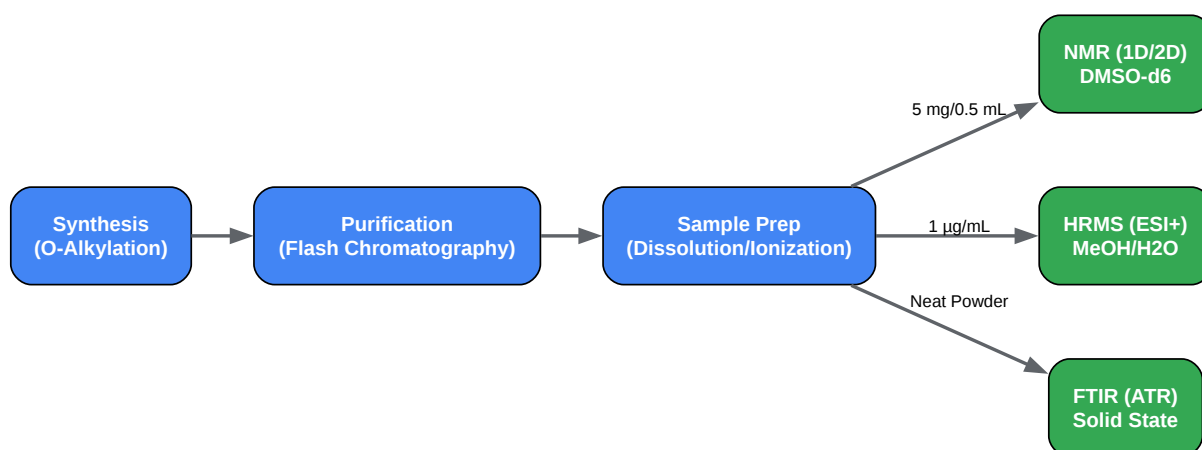 Synthesis
(O-Alkylation)
Purification
(Flash Chromatography)
Sample Prep
(Dissolution/Ionization)
5 mg/0.5 mL
NMR (1D/2D)
DMSO-d6
1 µg/mL
HRMS (ESI+)
MeOH/H2O
Neat Powder
FTIR (ATR)
Solid State